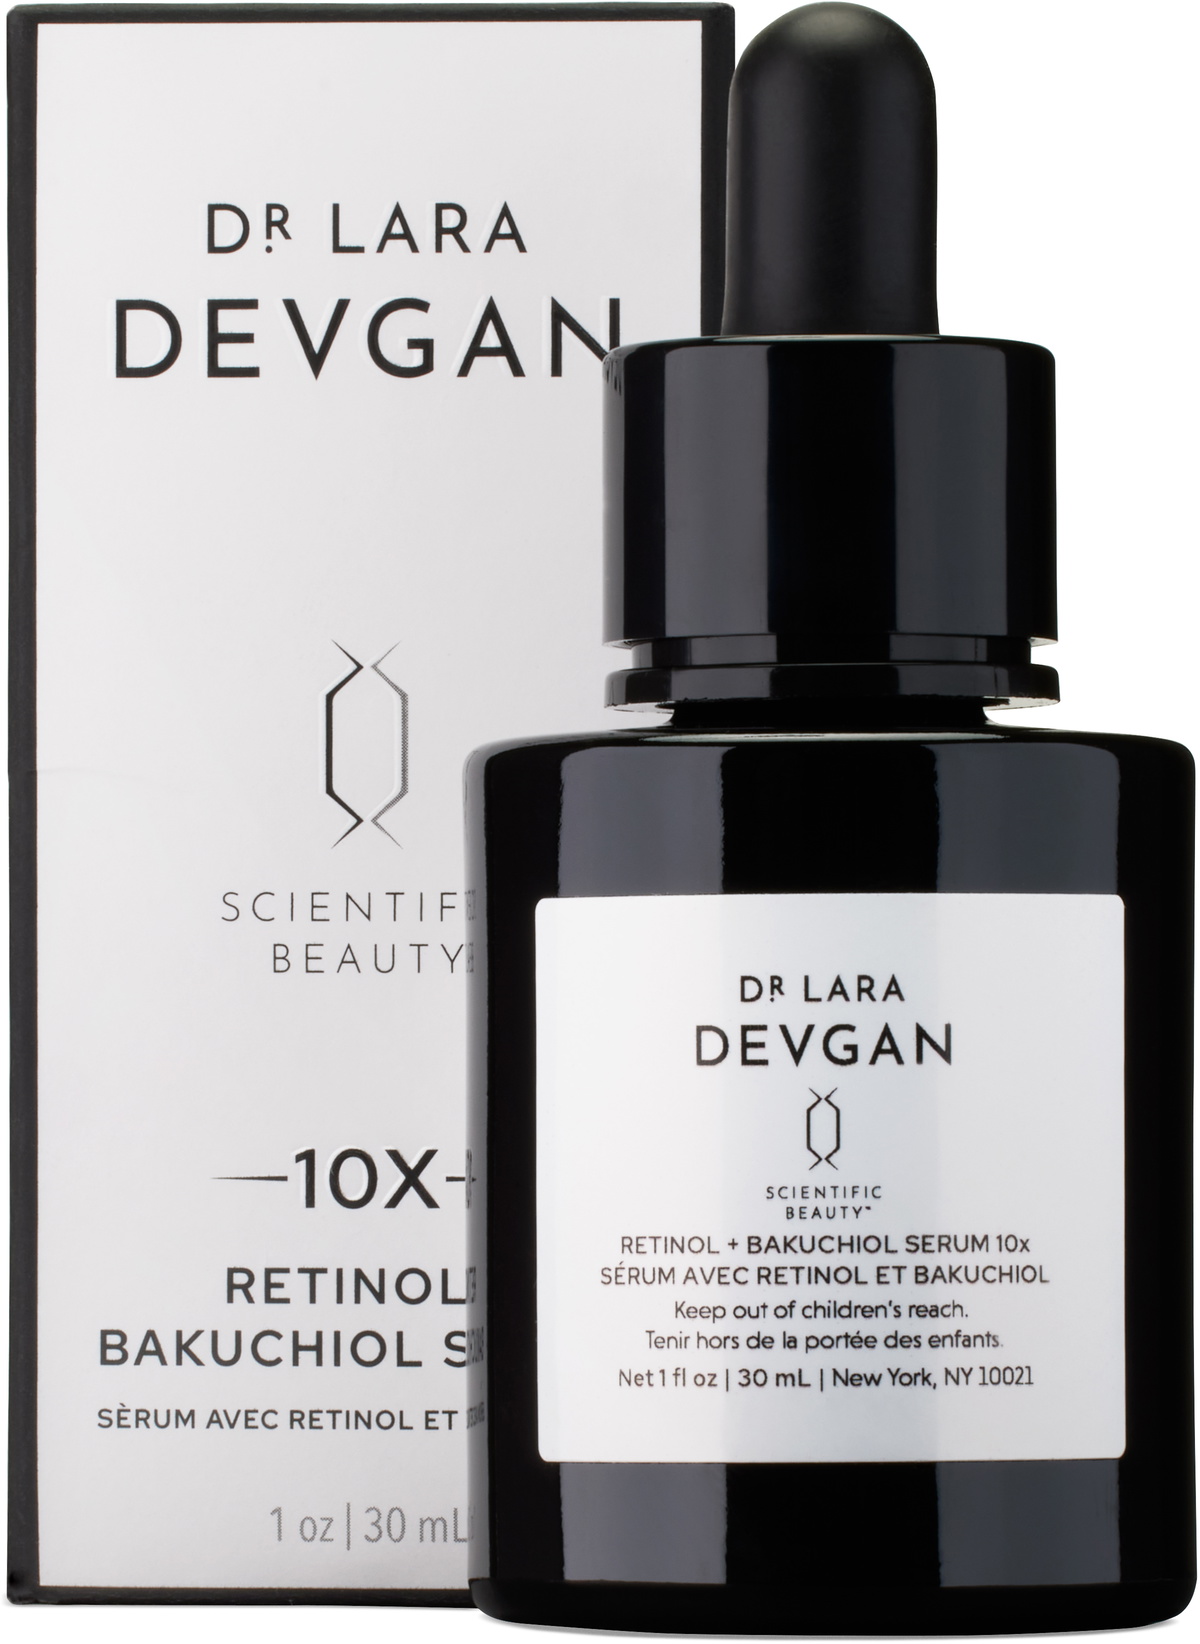 DR LARA
DEVGAN
SCIENTIF
BEAUTY
10X
RETINOL
BAKUCHIOL S
SÈRUM AVEC RETINOL ET
1 oz | 30 mL
DR LARA
DEVGAN
SCIENTIFIC
BEAUTY™
RETINOL + BAKUCHIOL SERUM 10x
SÉRUM AVEC RETINOL ET BAKUCHIOL
Keep out of children's reach.
Tenir hors de la portée des enfants.
Net 1 fl oz | 30 mL | New York, NY 10021